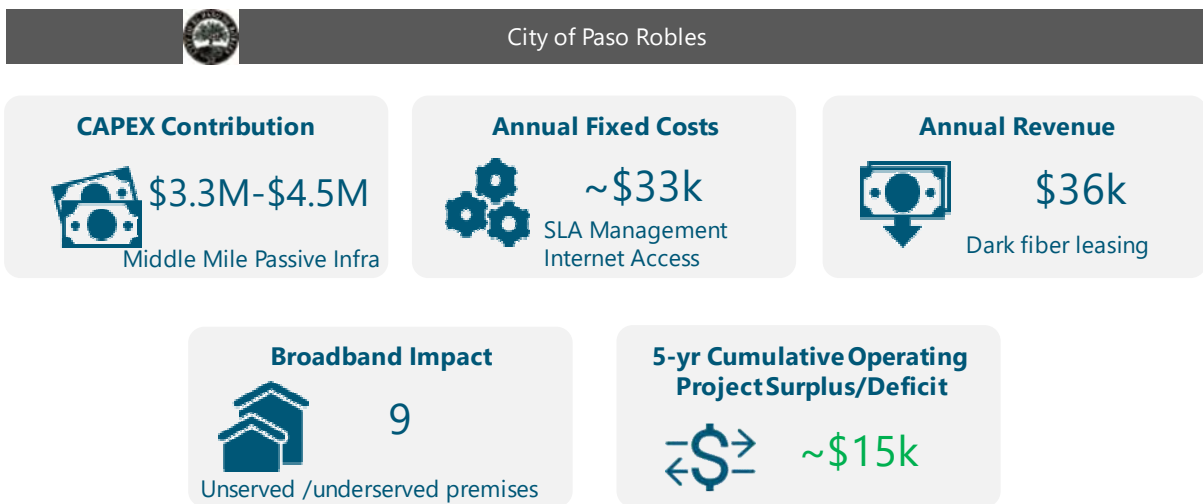 City of Paso Robles
CAPEX Contribution
$3.3M-$4.5M
Middle Mile Passive Infra
Annual Fixed Costs
~$33k
SLA Management
Internet Access
Annual Revenue
$36k
Dark fiber leasing
Broadband Impact
9
Unserved /underserved premises
5-yr Cumulative Operating
Project Surplus/Deficit
~$15k